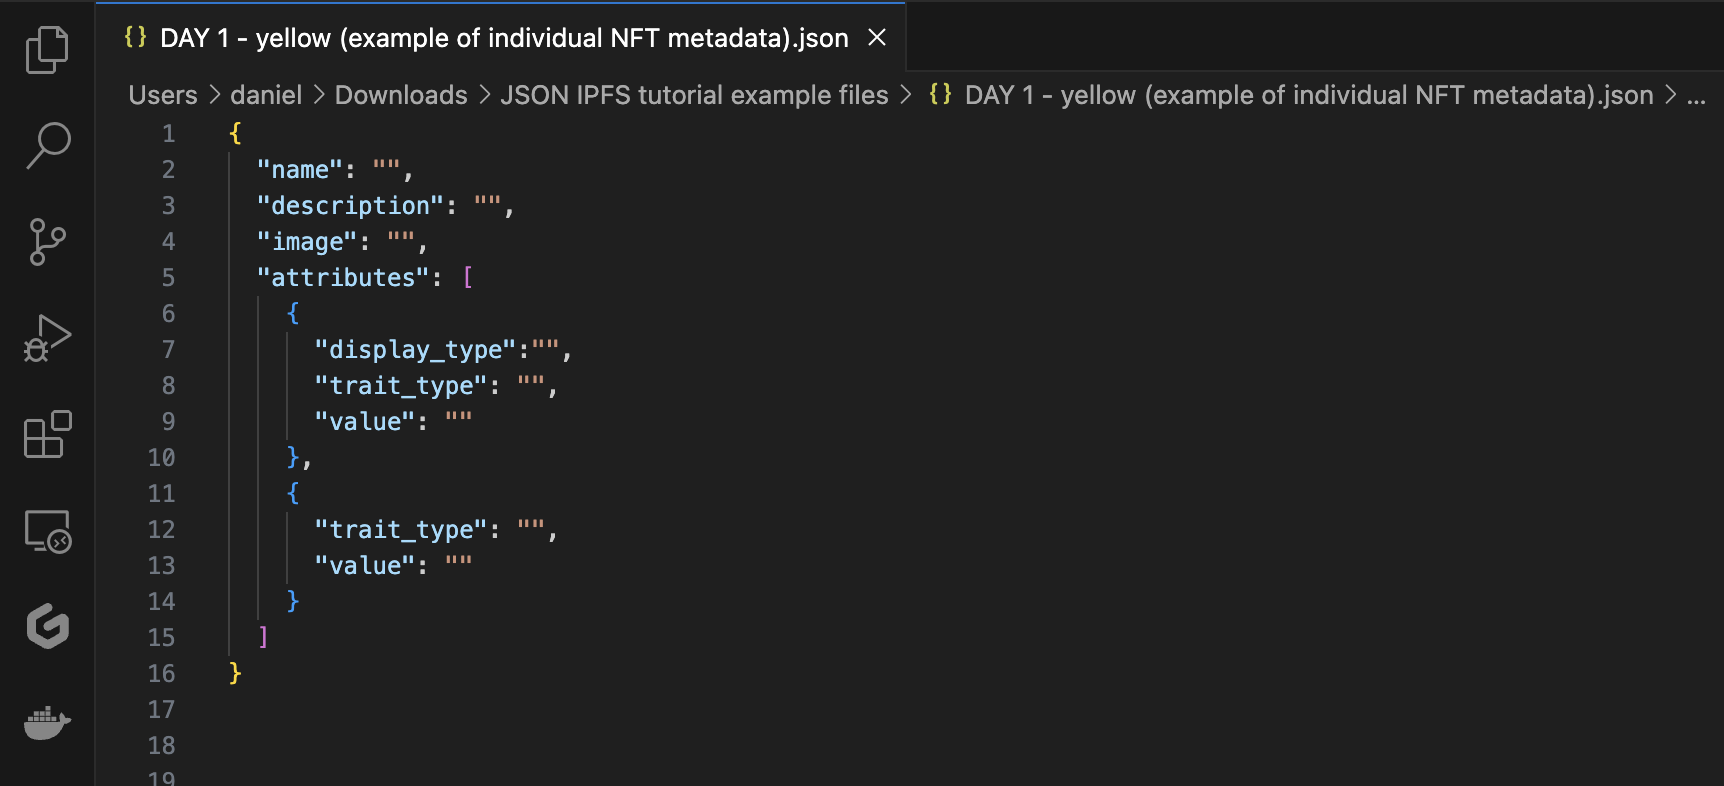 {} DAY 1 - yellow (example of individual NFT metadata).json ×
Users > daniel > Downloads > JSON IPFS tutorial example files > {} DAY 1 - yellow (example of individual NFT metadata).json > ...
1 {
2 "name": "",
3 "description": "",
4 "image": "",
5 "attributes": [
6 {
7 "display_type":"",
8 "trait_type": "",
9 "value": ""
10 },
11 {
12 "trait_type": "",
13 "value": ""
14 }
15 ]
16 }
17
18
19